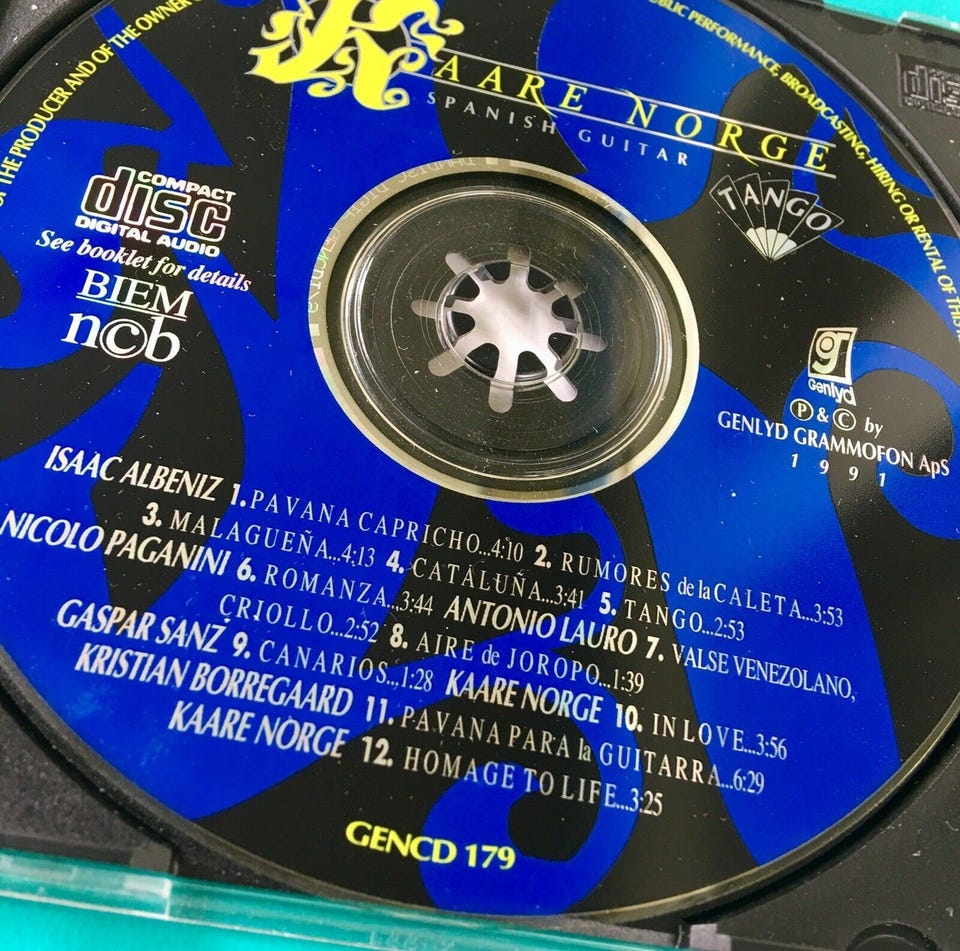 OF THE PRODUCER AND OF THE OWNER
PUBLIC PERFORMANCE, BROADCASTING, HIRING OR RENTAL OF THIS
KAARE NORGE
SPANISH GUITAR
TANGO
COMPACT
disc
DIGITAL AUDIO
See booklet for details
BIEM
n©b
g
Genlyd
Ⓟ & © by
GENLYD GRAMMOFON ApS
1991
ISAAC ALBENIZ 1. PAVANA CAPRICHO...4:10 2. RUMORES de la CALETA...3:53
3. MALAGUEÑA...4:13 4. CATALUÑA...3:41 5. TANGO...2:53
NICOLO PAGANINI 6. ROMANZA...3:44 ANTONIO LAURO 7. VALSE VENEZOLANO,
CRIOLLO...2:52 8. AIRE de JOROPO...1:39
GASPAR SANZ 9. CANARIOS...1:28 KAARE NORGE 10. IN LOVE...3:56
KRISTIAN BORREGAARD 11. PAVANA PARA la GUITARRA...6:29
KAARE NORGE 12. HOMAGE TO LIFE...3:25
GENCD 179
disc